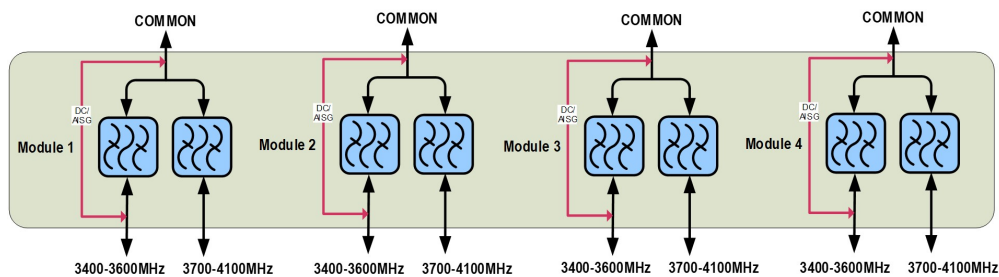 COMMON COMMON COMMON COMMON
DC/
AISG
DC/
AISG
DC/
AISG
DC/
AISG
Module 1 Module 2 Module 3 Module 4
3400-3600MHz 3700-4100MHz 3400-3600MHz 3700-4100MHz 3400-3600MHz 3700-4100MHz 3400-3600MHz 3700-4100MHz